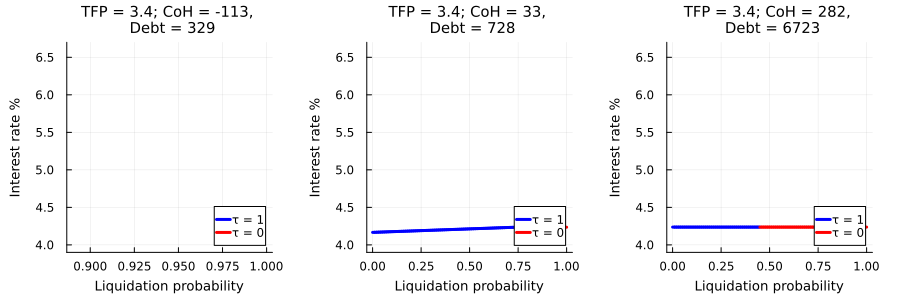 TFP = 3.4; CoH = -113,
Debt = 329
Interest rate %
6.5
6.0
5.5
5.0
4.5
4.0
τ = 1
τ = 0
0.900
0.925
0.950
0.975
1.000
Liquidation probability
TFP = 3.4; CoH = 33,
Debt = 728
Interest rate %
6.5
6.0
5.5
5.0
4.5
4.0
τ = 1
τ = 0
0.00
0.25
0.50
0.75
1.00
Liquidation probability
TFP = 3.4; CoH = 282,
Debt = 6723
Interest rate %
6.5
6.0
5.5
5.0
4.5
4.0
τ = 1
τ = 0
0.00
0.25
0.50
0.75
1.00
Liquidation probability